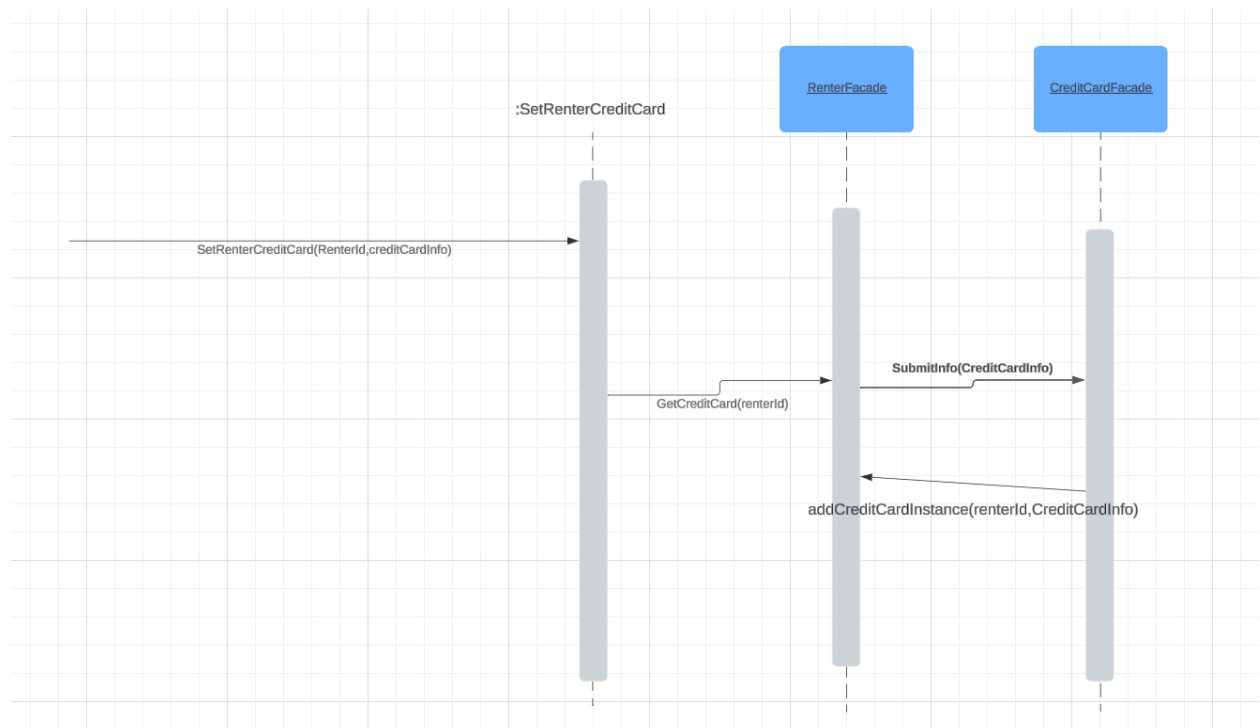 RenterFacade
CreditCardFacade
:SetRenterCreditCard
SetRenterCreditCard(RenterId,creditCardInfo)
SubmitInfo(CreditCardInfo)
GetCreditCard(renterId)
addCreditCardInstance(renterId,CreditCardInfo)